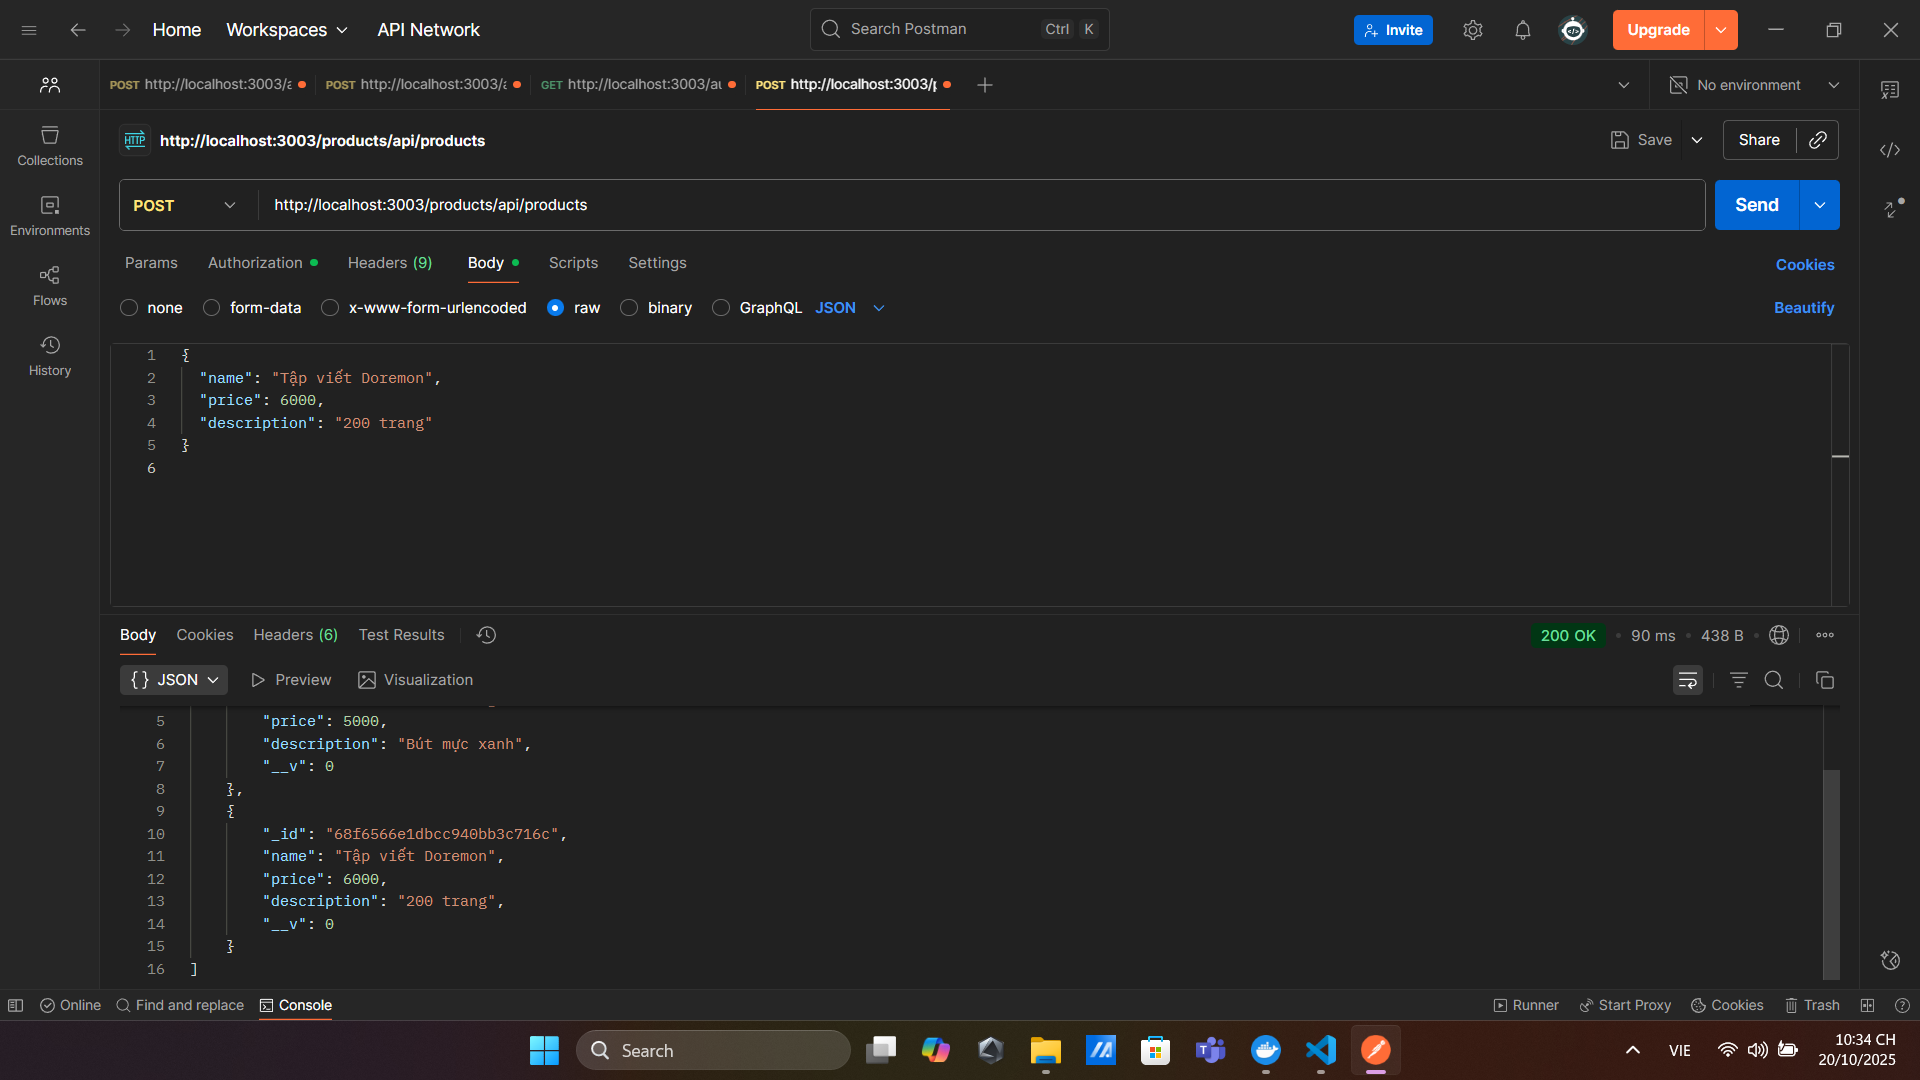 Home Workspaces API Network Search Postman Ctrl K Invite Upgrade
POST http://localhost:3003/a POST http://localhost:3003/a GET http://localhost:3003/au POST http://localhost:3003/p No environment
HTTP http://localhost:3003/products/api/products Save Share
POST http://localhost:3003/products/api/products Send
Params Authorization Headers (9) Body Scripts Settings Cookies
none form-data x-www-form-urlencoded raw binary GraphQL JSON Beautify
Collections
Environments
Flows
History
1 {
2 "name": "Tập viết Doremon",
3 "price": 6000,
4 "description": "200 trang"
5 }
6
Body Cookies Headers (6) Test Results 200 OK • 90 ms • 438 B •
{} JSON Preview Visualization
5 "price": 5000,
6 "description": "Bút mực xanh",
7 "__v": 0
8 },
9 {
10 "_id": "68f6566e1dbcc940bb3c716c",
11 "name": "Tập viết Doremon",
12 "price": 6000,
13 "description": "200 trang",
14 "__v": 0
15 }
16 ]
Online Find and replace Console Runner Start Proxy Cookies Trash
Search VIE 10:34 CH
20/10/2025